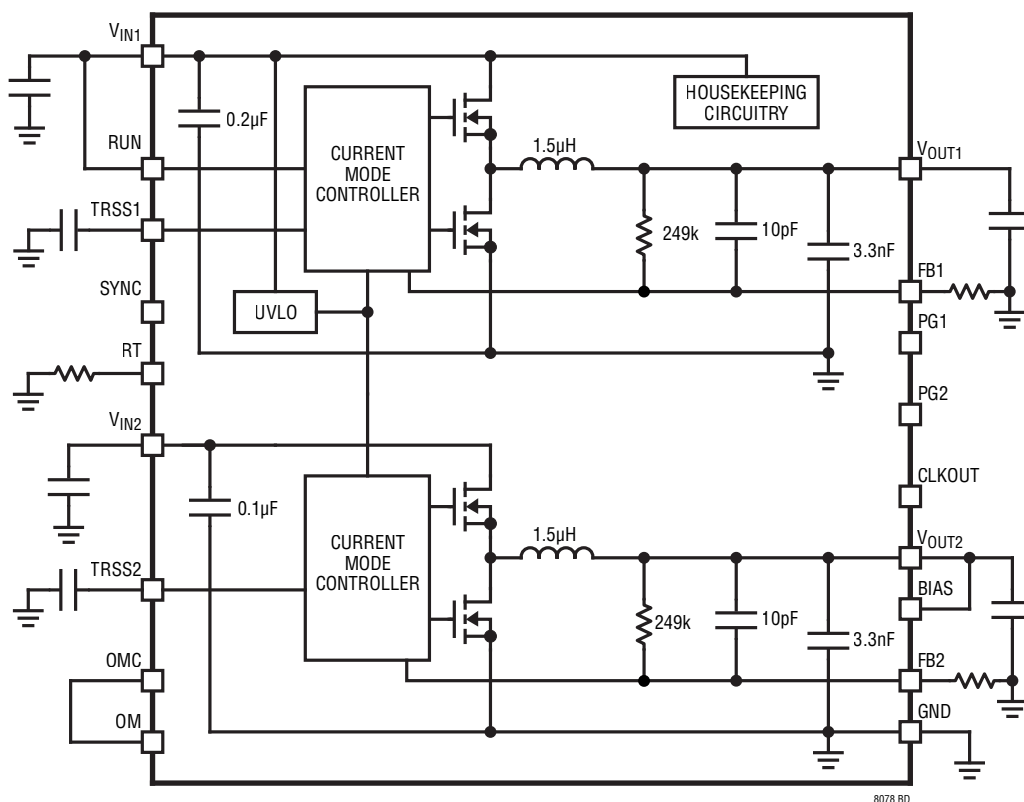 VIN1
0.2µF
RUN
TRSS1
SYNC
RT
CURRENT
MODE
CONTROLLER
UVLO
HOUSEKEEPING
CIRCUITRY
1.5µH
249k
10pF
3.3nF
VOUT1
FB1
PG1
PG2
VIN2
0.1µF
TRSS2
OMC
OM
CURRENT
MODE
CONTROLLER
1.5µH
249k
10pF
3.3nF
CLKOUT
VOUT2
BIAS
FB2
GND
8078 BD